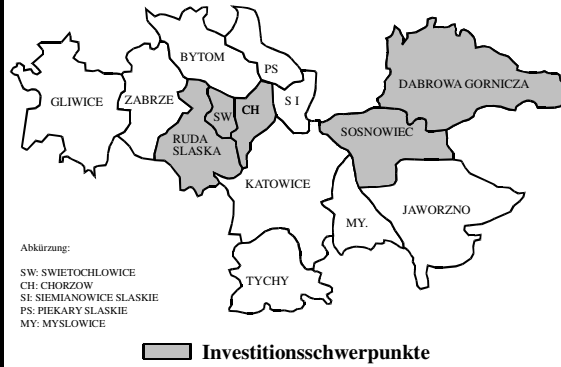 BYTOM
PS
DABROWA GORNICZA
GLIWICE
ZABRZE
S I
CH
SW
SOSNOWIEC
RUDA
SLASKA
KATOWICE
MY.
JAWORZNO
TYCHY
Abkürzung:
SW: SWIETOCHLOWICE
CH: CHORZOW
SI: SIEMIANOWICE SLASKIE
PS: PIEKARY SLASKIE
MY: MYSLOWICE
Investitionsschwerpunkte